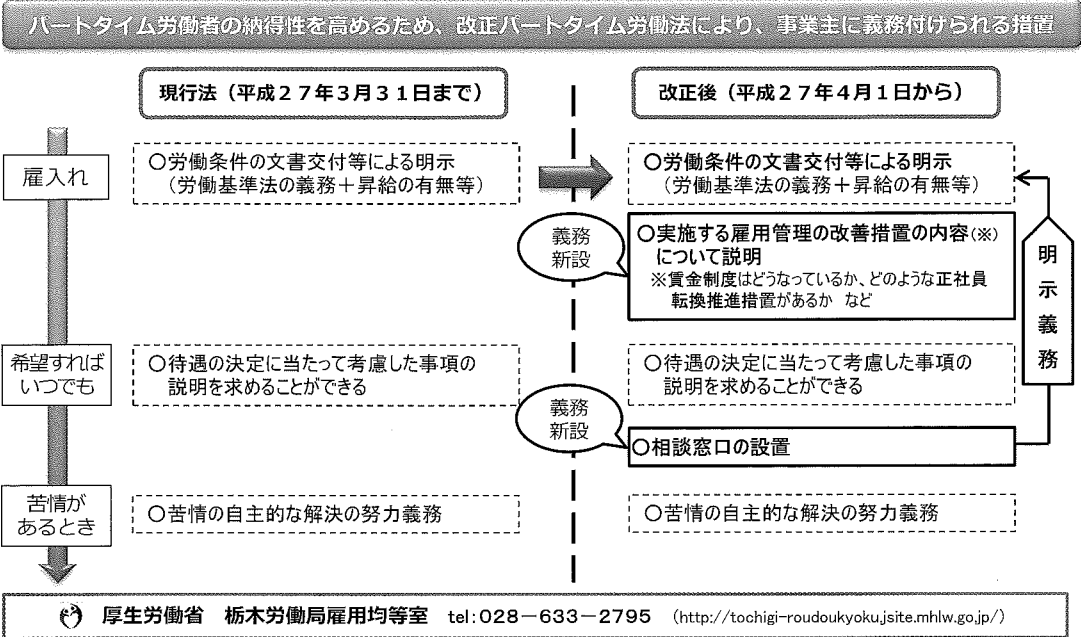 パートタイム労働者の納得性を高めるため、改正パートタイム労働法により、事業主に義務付けられる措置
現行法（平成２７年３月３１日まで）
改正後（平成２７年４月１日から）
雇入れ
○労働条件の文書交付等による明示
（労働基準法の義務＋昇給の有無等）
○労働条件の文書交付等による明示
（労働基準法の義務＋昇給の有無等）
義務
新設
○実施する雇用管理の改善措置の内容(※)
について説明
※賃金制度はどうなっているか、どのような正社員
転換推進措置があるか など
明示義務
希望すれば
いつでも
○待遇の決定に当たって考慮した事項の
説明を求めることができる
○待遇の決定に当たって考慮した事項の
説明を求めることができる
義務
新設
○相談窓口の設置
苦情が
あるとき
○苦情の自主的な解決の努力義務
○苦情の自主的な解決の努力義務
厚生労働省 栃木労働局雇用均等室 tel:028－633－2795 （http://tochigi-roudoukyoku.jsite.mhlw.go.jp/）